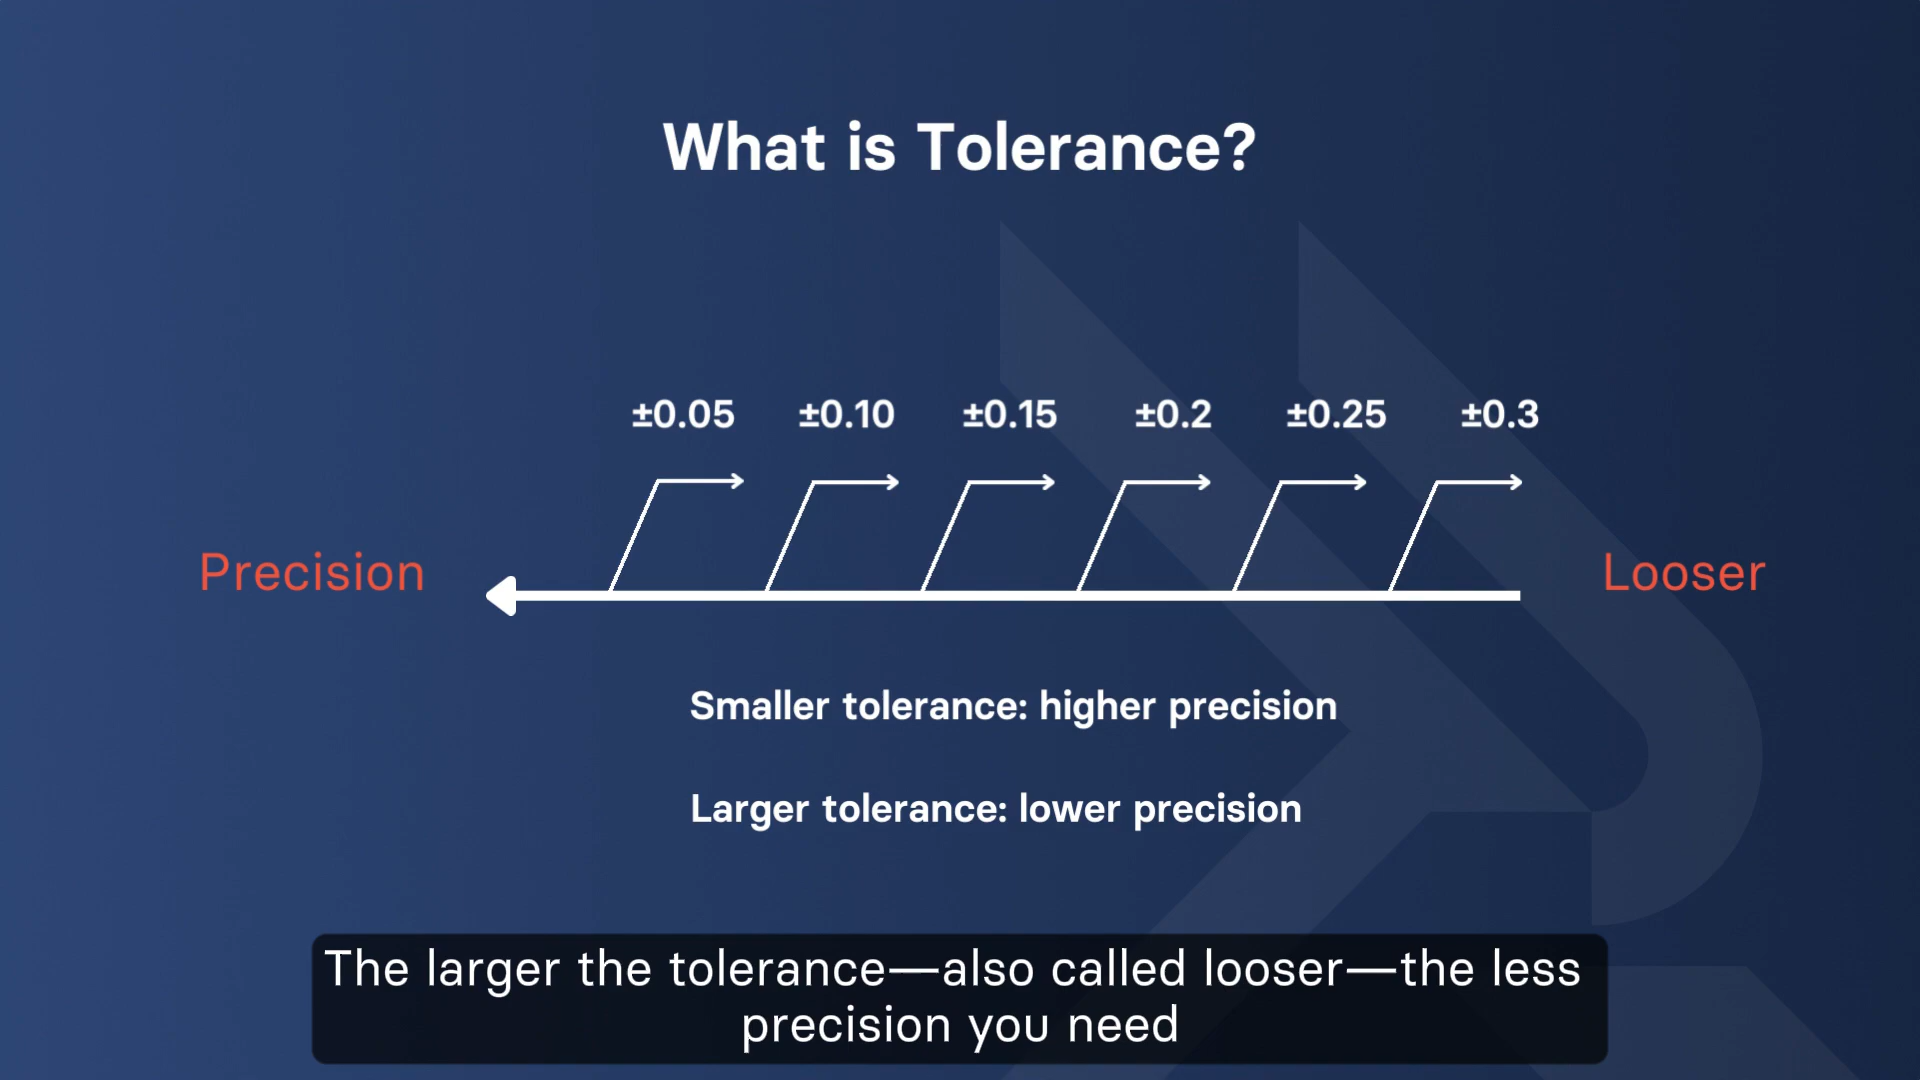 What is Tolerance?
±0.05 ±0.10 ±0.15 ±0.2 ±0.25 ±0.3
Precision
Looser
Smaller tolerance: higher precision
Larger tolerance: lower precision
The larger the tolerance—also called looser—the less
precision you need